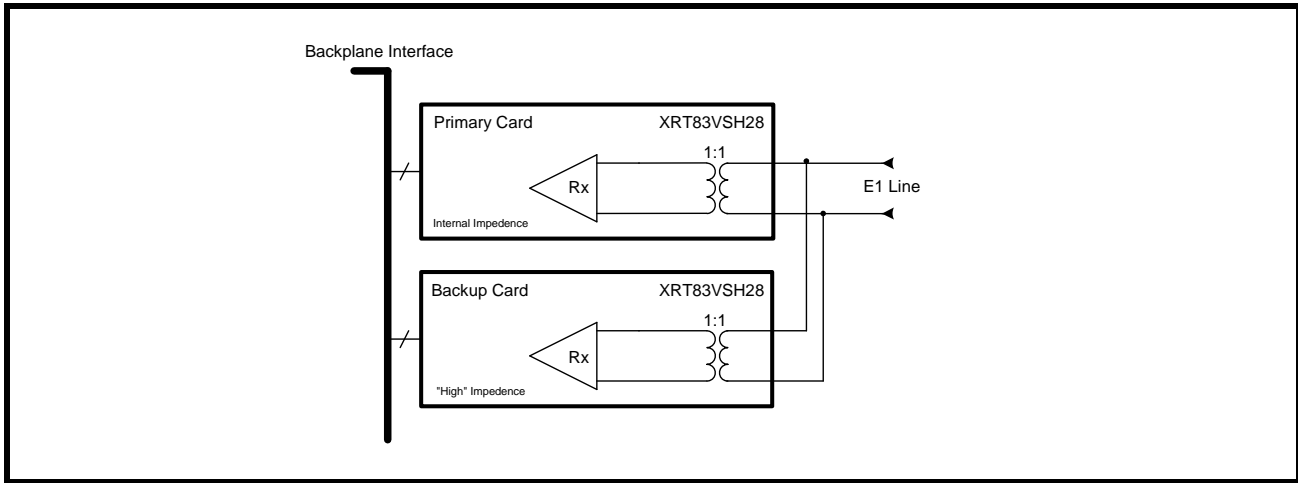 Backplane Interface
Primary Card XRT83VSH28
1:1
Rx
E1 Line
Internal Impedence
Backup Card XRT83VSH28
1:1
Rx
"High" Impedence